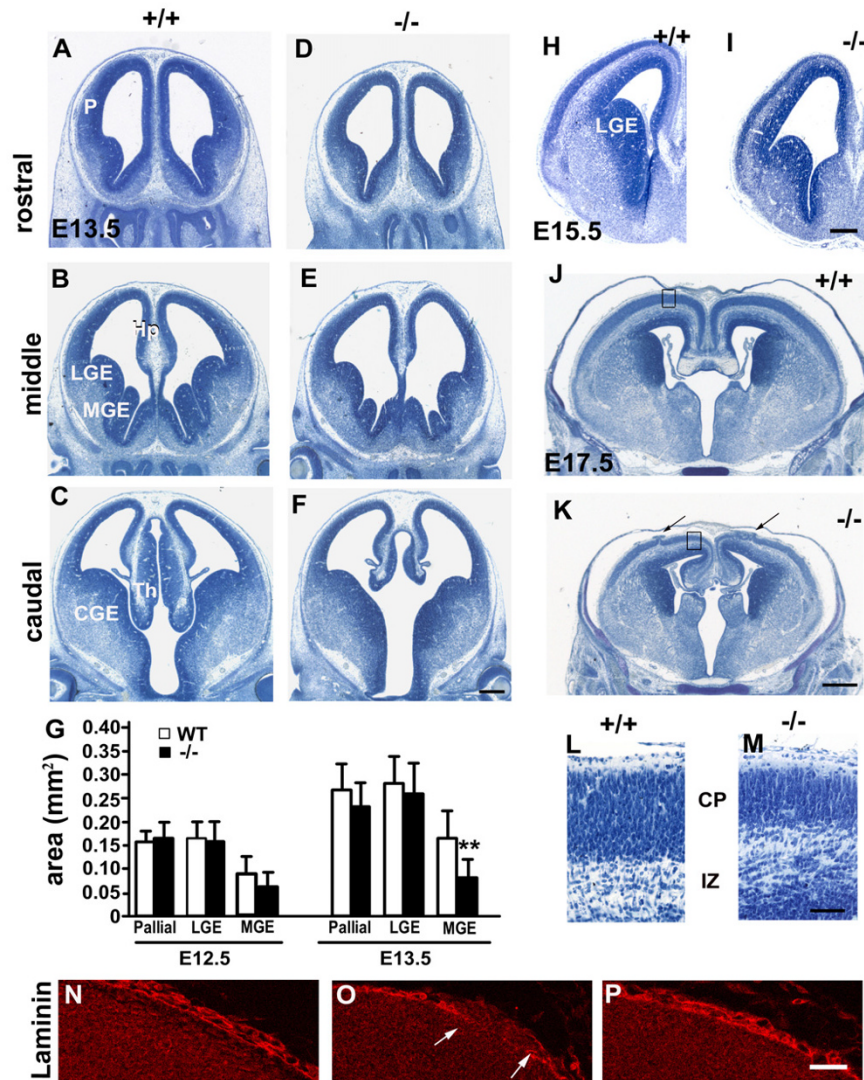 +/+ -/-
A D H +/+ I -/-
P LGE
rostral
E13.5 E15.5
B E J +/+
Hp
LGE
MGE
middle
E17.5
C F K -/-
Th
CGE
caudal
G WT
-/-
+/+ -/-
L M
CP
IZ
area (mm²)
0.40
0.35
0.30
0.25
0.20
0.15
0.10
0.05
0
**
Pallial LGE MGE Pallial LGE MGE
E12.5 E13.5
Laminin
N O P